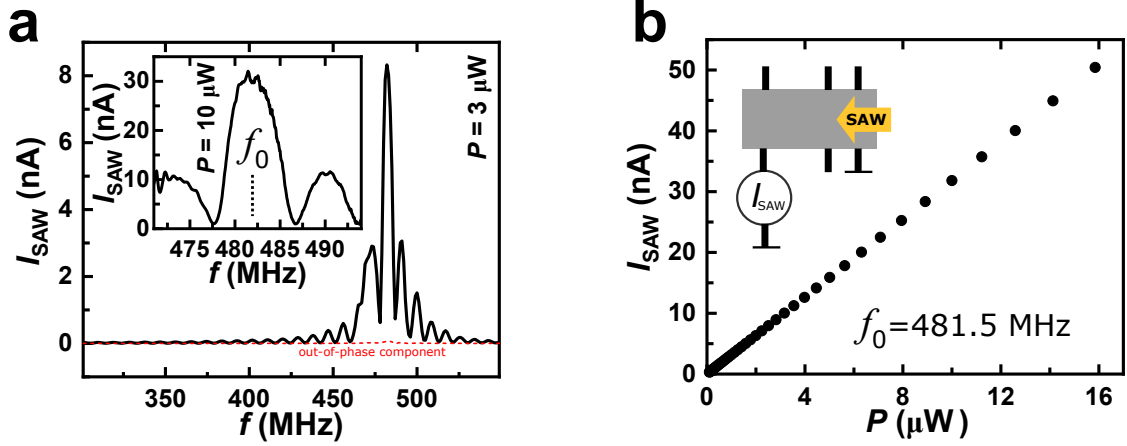 a
I_SAW (nA)
8
6
4
2
0
350
400
450
500
f (MHz)
P = 3 µW
out-of-phase component
I_SAW (nA)
30
20
10
0
475
480
485
490
f (MHz)
P = 10 µW
f_0
b
I_SAW (nA)
50
40
30
20
10
0
0
4
8
12
16
P (µW)
SAW
I_SAW
f_0=481.5 MHz